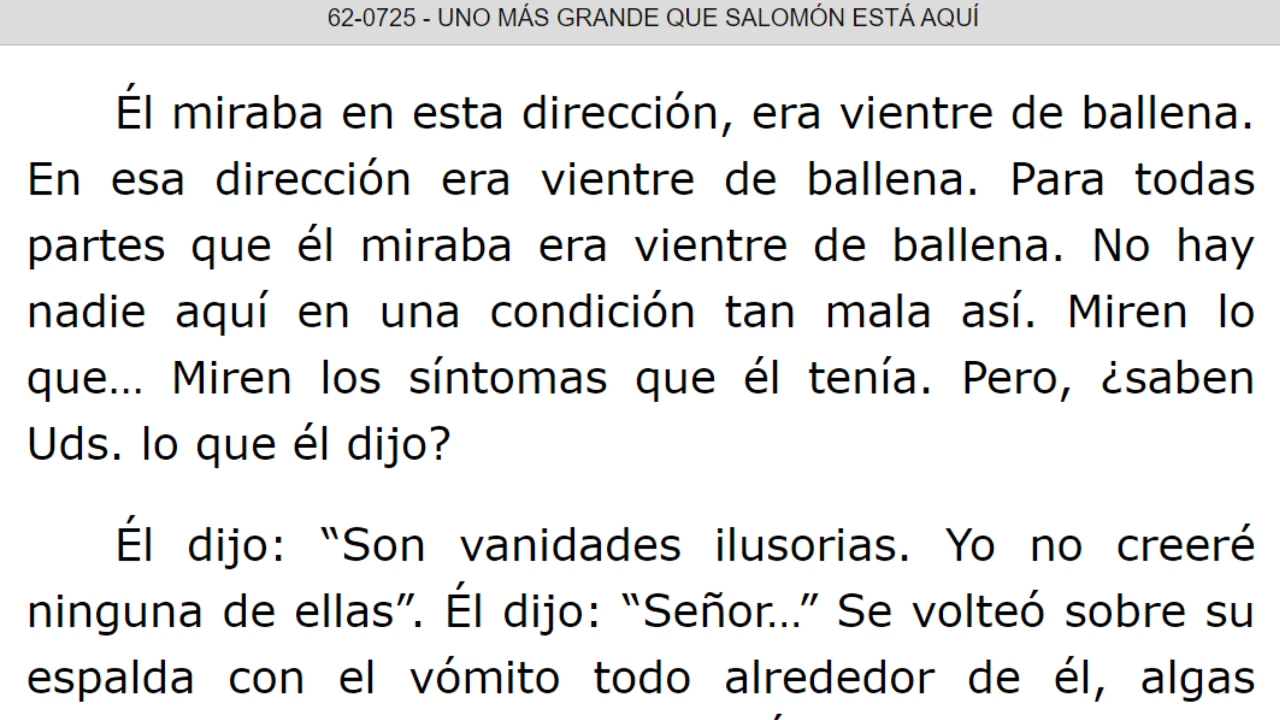 62-0725 - UNO MÁS GRANDE QUE SALOMÓN ESTÁ AQUÍ
Él miraba en esta dirección, era vientre de ballena.
En esa dirección era vientre de ballena. Para todas
partes que él miraba era vientre de ballena. No hay
nadie aquí en una condición tan mala así. Miren lo
que… Miren los síntomas que él tenía. Pero, ¿saben
Uds. lo que él dijo?
Él dijo: “Son vanidades ilusorias. Yo no creeré
ninguna de ellas”. Él dijo: “Señor…” Se volteó sobre su
espalda con el vómito todo alrededor de él, algas